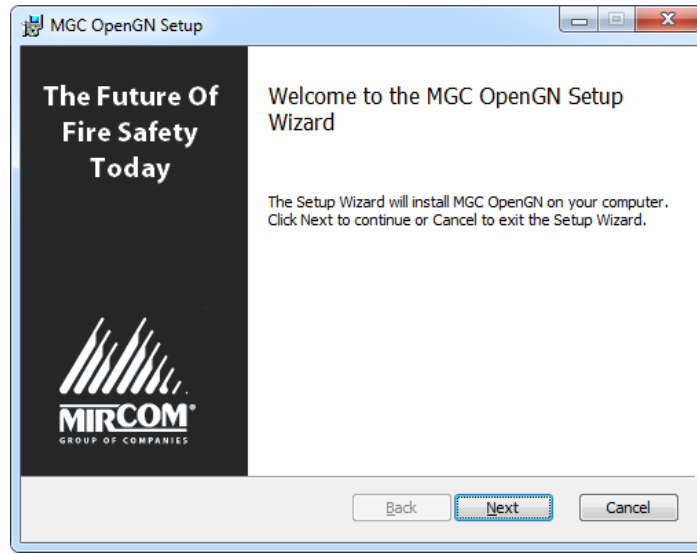 MGC OpenGN Setup
The Future Of
Fire Safety
Today
Welcome to the MGC OpenGN Setup
Wizard
The Setup Wizard will install MGC OpenGN on your computer.
Click Next to continue or Cancel to exit the Setup Wizard.
MIRCOM®
GROUP OF COMPANIES
Back
Next
Cancel